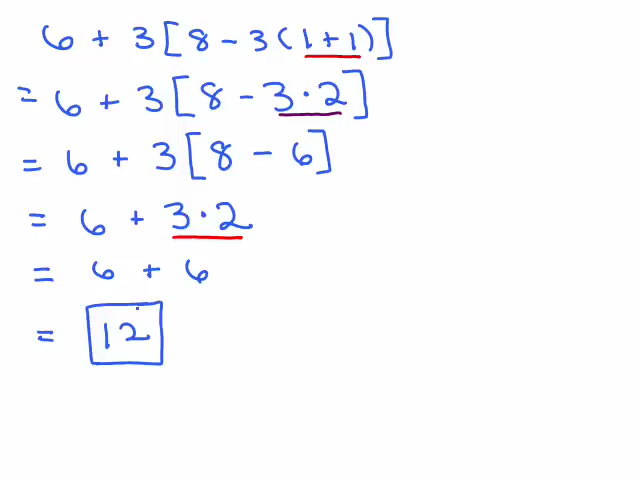 6 + 3[8 - 3(1 + 1)]
= 6 + 3[8 - 3 · 2]
= 6 + 3[8 - 6]
= 6 + 3 · 2
= 6 + 6
= 12